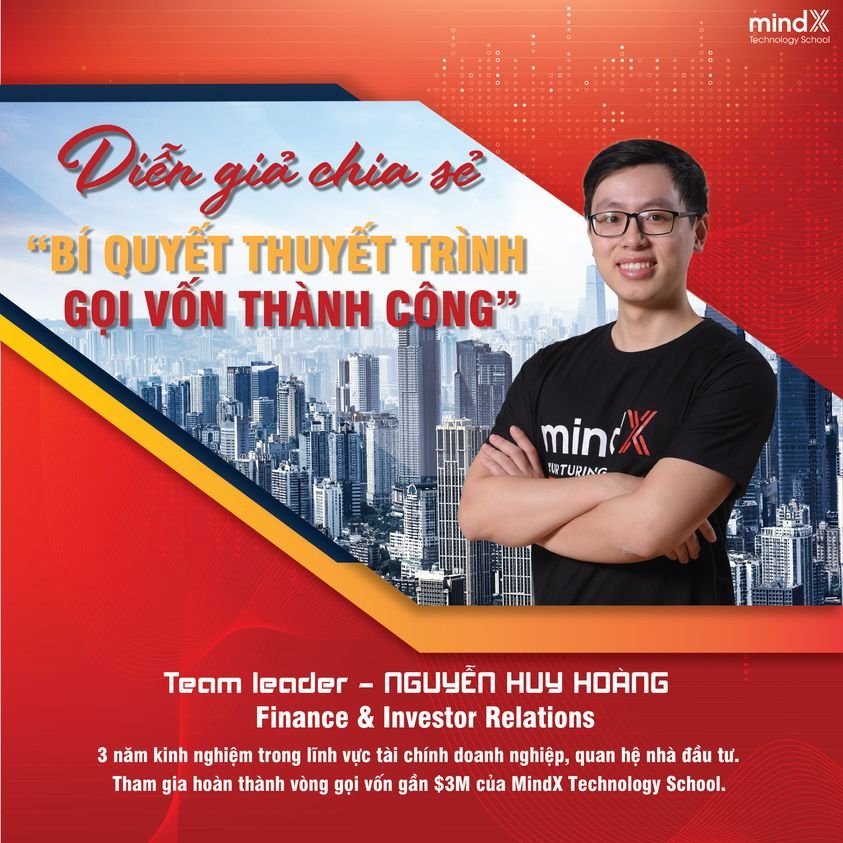 mindX
Technology School
Diễn giả chia sẻ
“BÍ QUYẾT THUYẾT TRÌNH
GỌI VỐN THÀNH CÔNG”
mindX
NURTURING
Team leader – NGUYỄN HUY HOÀNG
Finance & Investor Relations
3 năm kinh nghiệm trong lĩnh vực tài chính doanh nghiệp, quan hệ nhà đầu tư.
Tham gia hoàn thành vòng gọi vốn gần $3M của MindX Technology School.